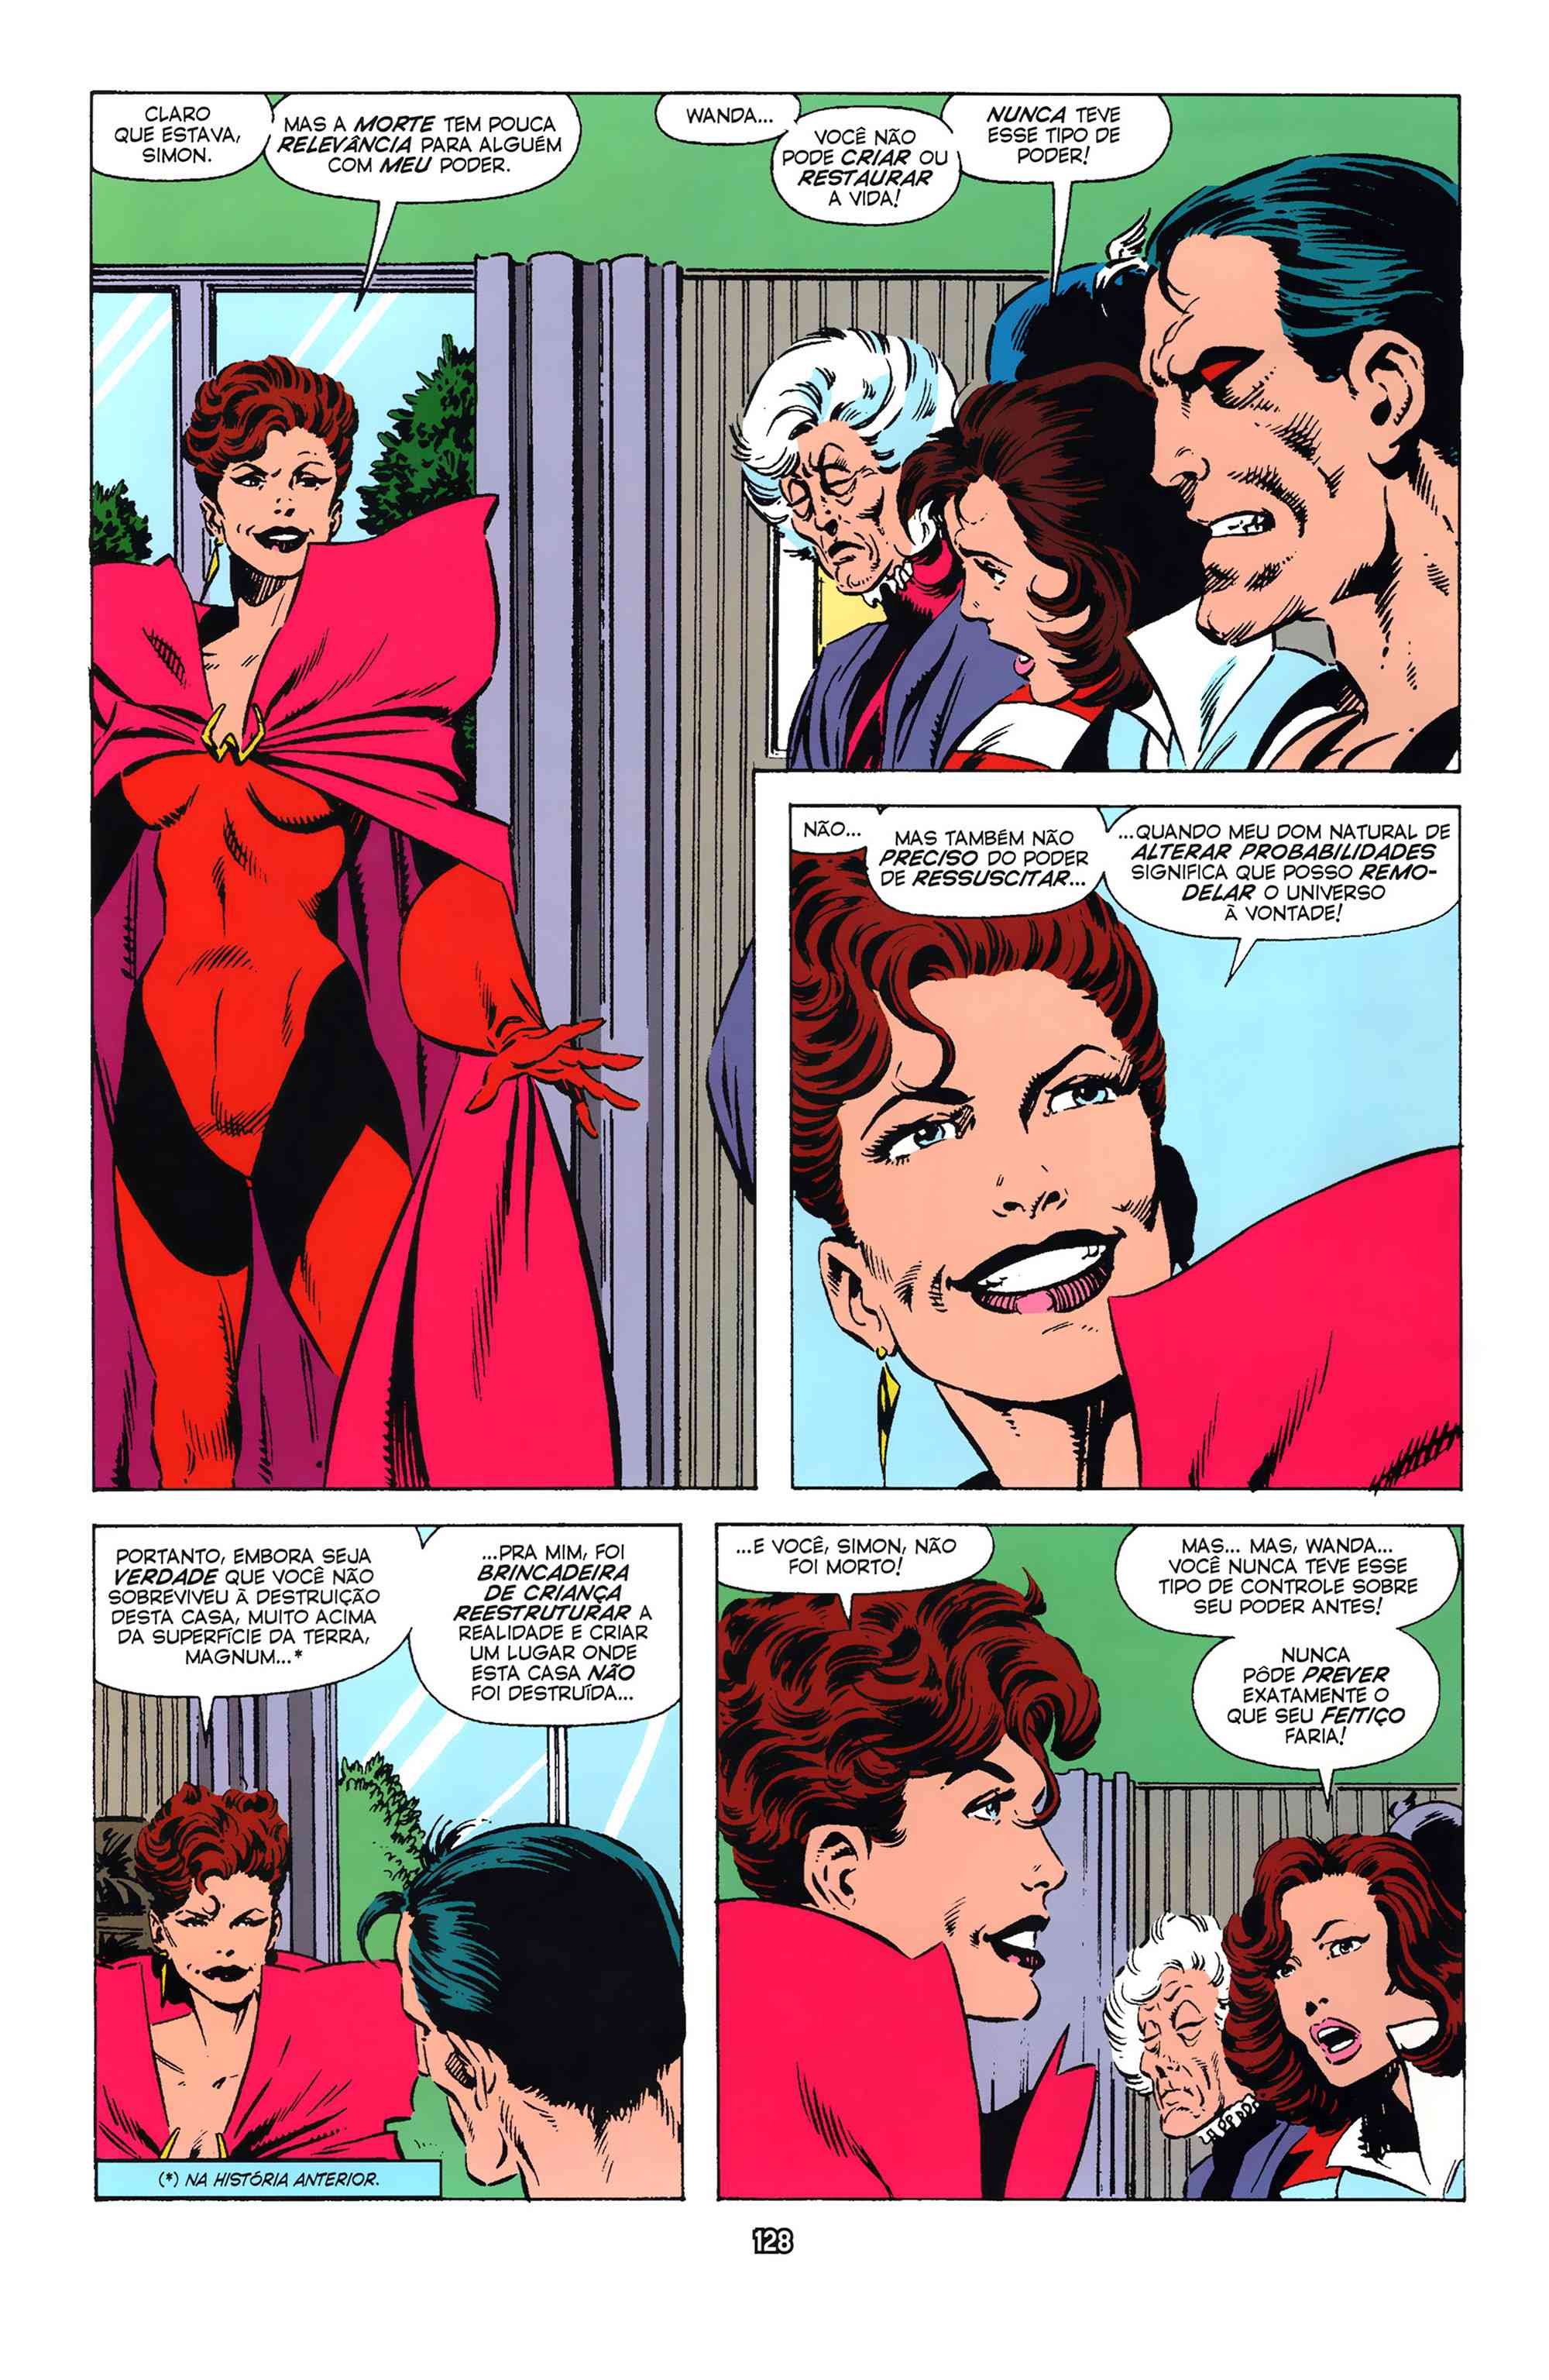 CLARO
QUE ESTAVA,
SIMON.
MAS A MORTE TEM POUCA
RELEVÂNCIA PARA ALGUÉM
COM MEU PODER.
WANDA...
VOCÊ NÃO
PODE CRIAR OU
RESTAURAR
A VIDA!
NUNCA TEVE
ESSE TIPO DE
PODER!
NÃO...
MAS TAMBÉM NÃO
PRECISO DO PODER
DE RESSUSCITAR...
...QUANDO MEU DOM NATURAL DE
ALTERAR PROBABILIDADES
SIGNIFICA QUE POSSO REMO-
DELAR O UNIVERSO
À VONTADE!
PORTANTO, EMBORA SEJA
VERDADE QUE VOCÊ NÃO
SOBREVIVEU À DESTRUIÇÃO
DESTA CASA, MUITO ACIMA
DA SUPERFÍCIE DA TERRA,
MAGNUM...*
...PRA MIM, FOI
BRINCADEIRA
DE CRIANÇA
REESTRUTURAR A
REALIDADE E CRIAR
UM LUGAR ONDE
ESTA CASA NÃO
FOI DESTRUÍDA...
(*) NA HISTÓRIA ANTERIOR.
...E VOCÊ, SIMON, NÃO
FOI MORTO!
MAS... MAS, WANDA...
VOCÊ NUNCA TEVE ESSE
TIPO DE CONTROLE SOBRE
SEU PODER ANTES!
NUNCA
PÔDE PREVER
EXATAMENTE O
QUE SEU FEITIÇO
FARIA!
128